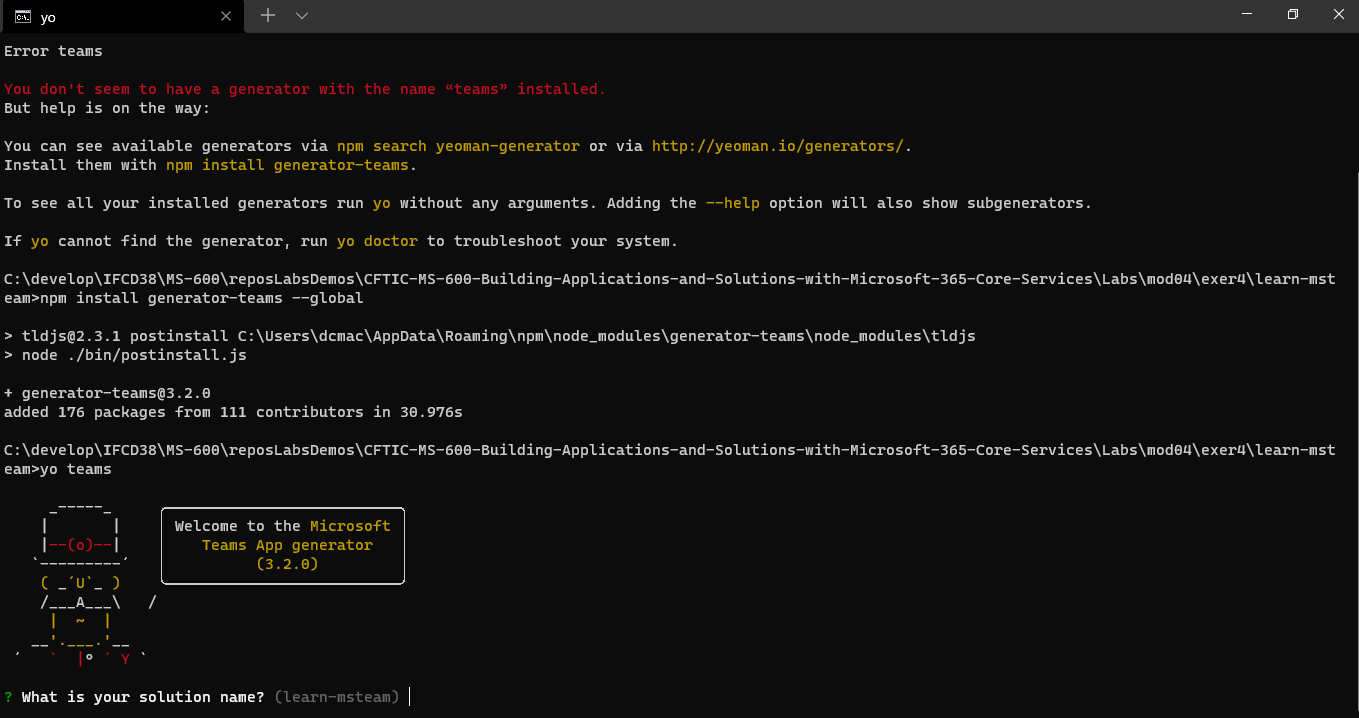 yo
Error teams
You don't seem to have a generator with the name “teams” installed.
But help is on the way:
You can see available generators via npm search yeoman-generator or via http://yeoman.io/generators/.
Install them with npm install generator-teams.
To see all your installed generators run yo without any arguments. Adding the --help option will also show subgenerators.
If yo cannot find the generator, run yo doctor to troubleshoot your system.
C:\develop\IFCD38\MS-600\reposLabsDemos\CFTIC-MS-600-Building-Applications-and-Solutions-with-Microsoft-365-Core-Services\Labs\mod04\exer4\learn-mst
eam>npm install generator-teams --global
> tldjs@2.3.1 postinstall C:\Users\dcmac\AppData\Roaming\npm\node_modules\generator-teams\node_modules\tldjs
> node ./bin/postinstall.js
+ generator-teams@3.2.0
added 176 packages from 111 contributors in 30.976s
C:\develop\IFCD38\MS-600\reposLabsDemos\CFTIC-MS-600-Building-Applications-and-Solutions-with-Microsoft-365-Core-Services\Labs\mod04\exer4\learn-mst
eam>yo teams
Welcome to the Microsoft
Teams App generator
(3.2.0)
? What is your solution name? (learn-msteam)